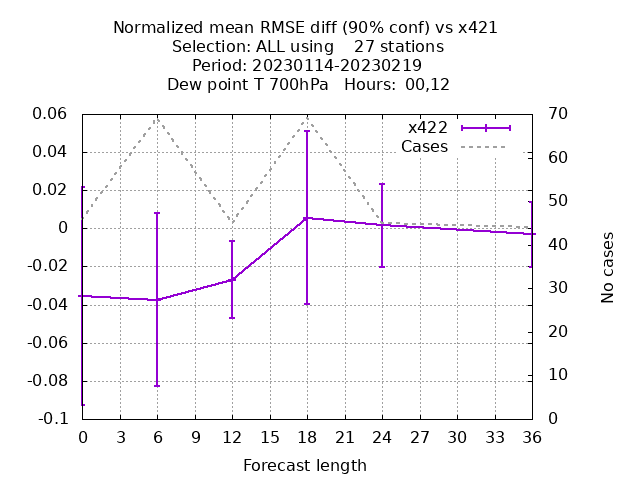 Normalized mean RMSE diff (90% conf) vs x421
Selection: ALL using    27 stations
Period: 20230114-20230219
Dew point T 700hPa   Hours:  00,12
x422
Cases
0.06
0.04
0.02
0
-0.02
-0.04
-0.06
-0.08
-0.1
70
60
50
40
30
20
10
0
No cases
0 3 6 9 12 15 18 21 24 27 30 33 36
Forecast length